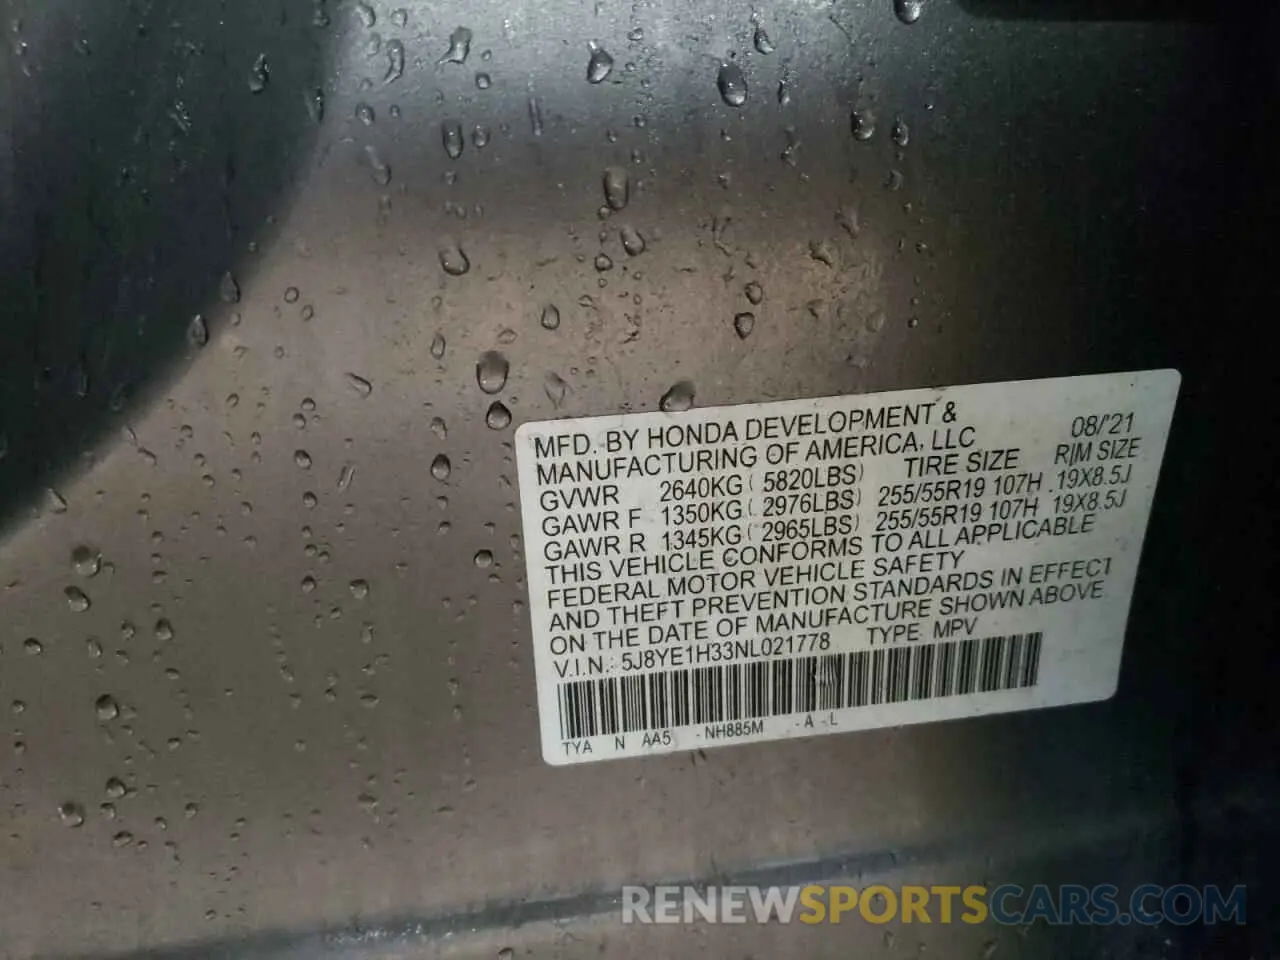 MFD. BY HONDA DEVELOPMENT & 08/'21
MANUFACTURING OF AMERICA, LLC
TIRE SIZE RIM SIZE
GVWR 2640KG ( 5820LBS)
GAWR F 1350KG ( 2976LBS) 255/55R19 107H 19X8.5J
GAWR R 1345KG ( 2965LBS) 255/55R19 107H 19X8.5J
THIS VEHICLE CONFORMS TO ALL APPLICABLE
FEDERAL MOTOR VEHICLE SAFETY
AND THEFT PREVENTION STANDARDS IN EFFECT
ON THE DATE OF MANUFACTURE SHOWN ABOVE
V.I.N.: 5J8YE1H33NL021778 TYPE: MPV
TYA N AA5 -NH885M -A -L
RENEWSPORTSCARS.COM